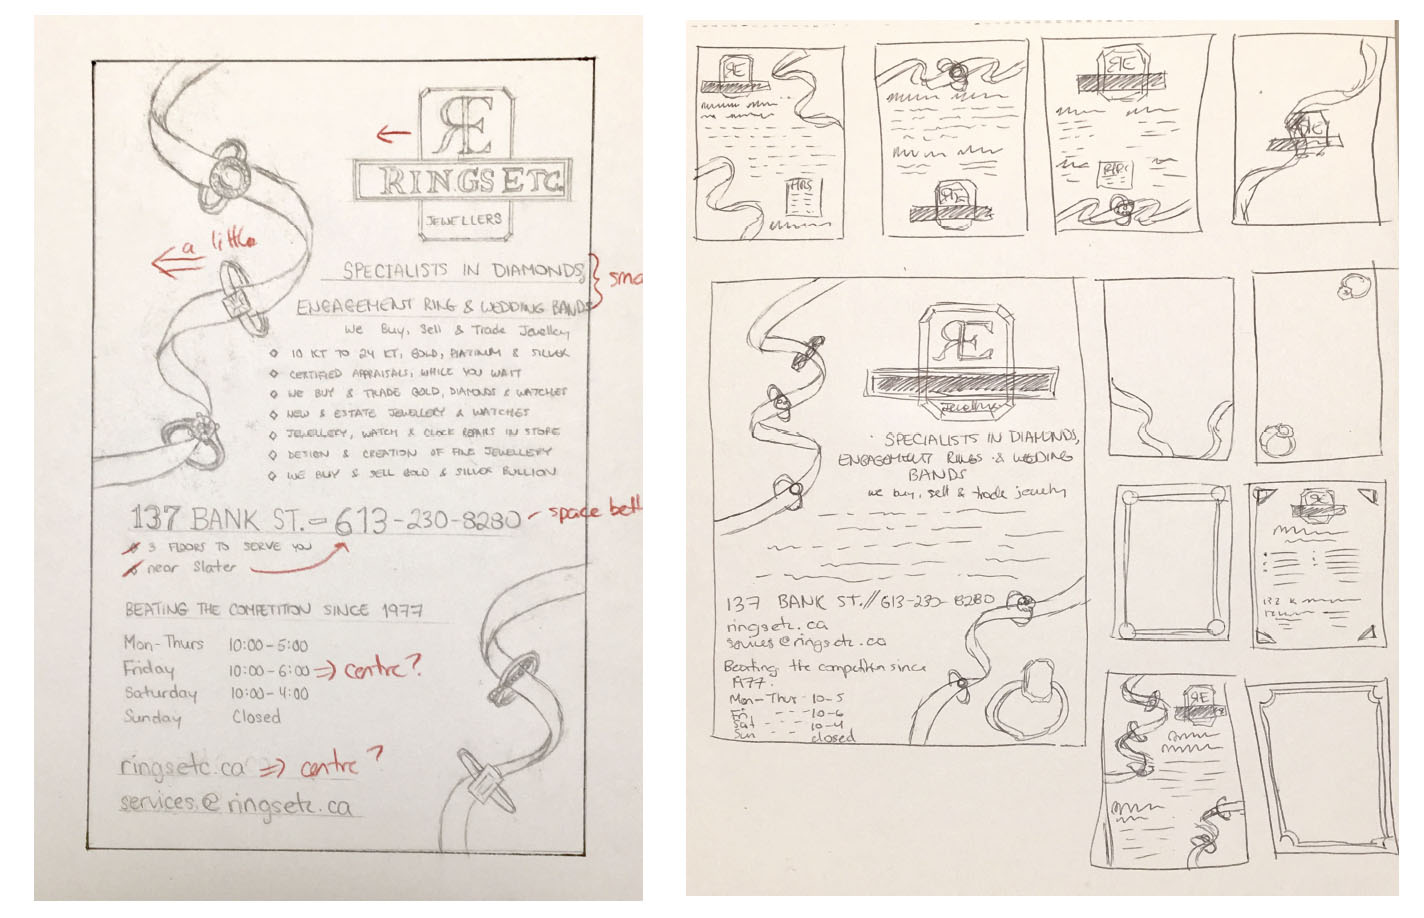 RE
RINGS ETC.
JEWELLERS
a little
SPECIALISTS IN DIAMONDS,
ENGAGEMENT RING & WEDDING BANDS
We Buy, Sell & Trade Jewellery
10 KT TO 24 KT, GOLD, PLATINUM & SILVER
CERTIFIED APPRAISALS, WHILE YOU WAIT
WE BUY & TRADE GOLD, DIAMONDS & WATCHES
NEW & ESTATE JEWELLERY & WATCHES
JEWELLERY, WATCH & CLOCK REPAIRS IN STORE
DESIGN & CREATION OF FINE JEWELLERY
WE BUY & SELL GOLD & SILVER BULLION
137 BANK ST. - 613-230-8280 - space
3 FLOORS TO SERVE YOU
near Slater
BEATING THE COMPETITION SINCE 1977
Mon-Thurs 10:00-5:00
Friday 10:00-6:00 => centre?
Saturday 10:00-4:00
Sunday Closed
ringsetc.ca => centre?
services@ringsetc.ca
RE
HRS
RE
RE
HRS
RE
RE
Jewellers
SPECIALISTS IN DIAMONDS,
ENGAGEMENT RINGS & WEDDING
BANDS
we buy, sell & trade jewelry
137 BANK ST. // 613-230-8280
ringsetc.ca
services@ringsetc.ca
Beating the competition since
1977.
Mon-Thur - 10-5
Fri - - - 10-6
Sat - - - 10-4
Sun closed
RE
RE